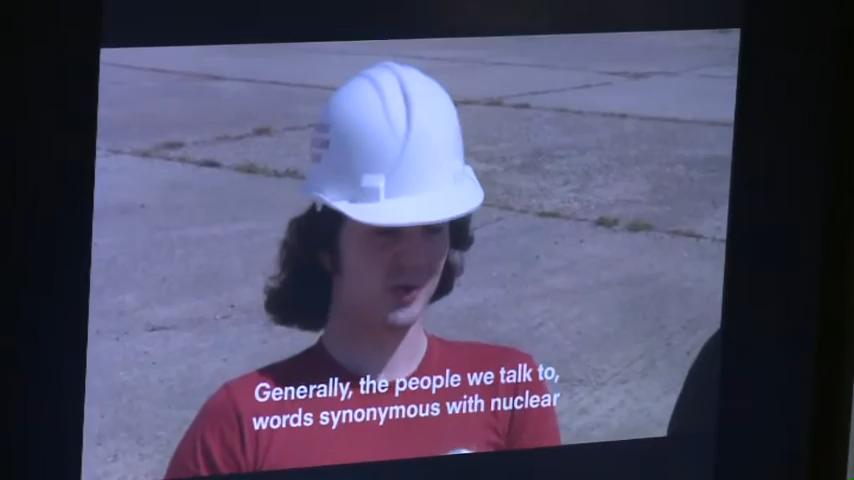 Generally, the people we talk to,
words synonymous with nuclear